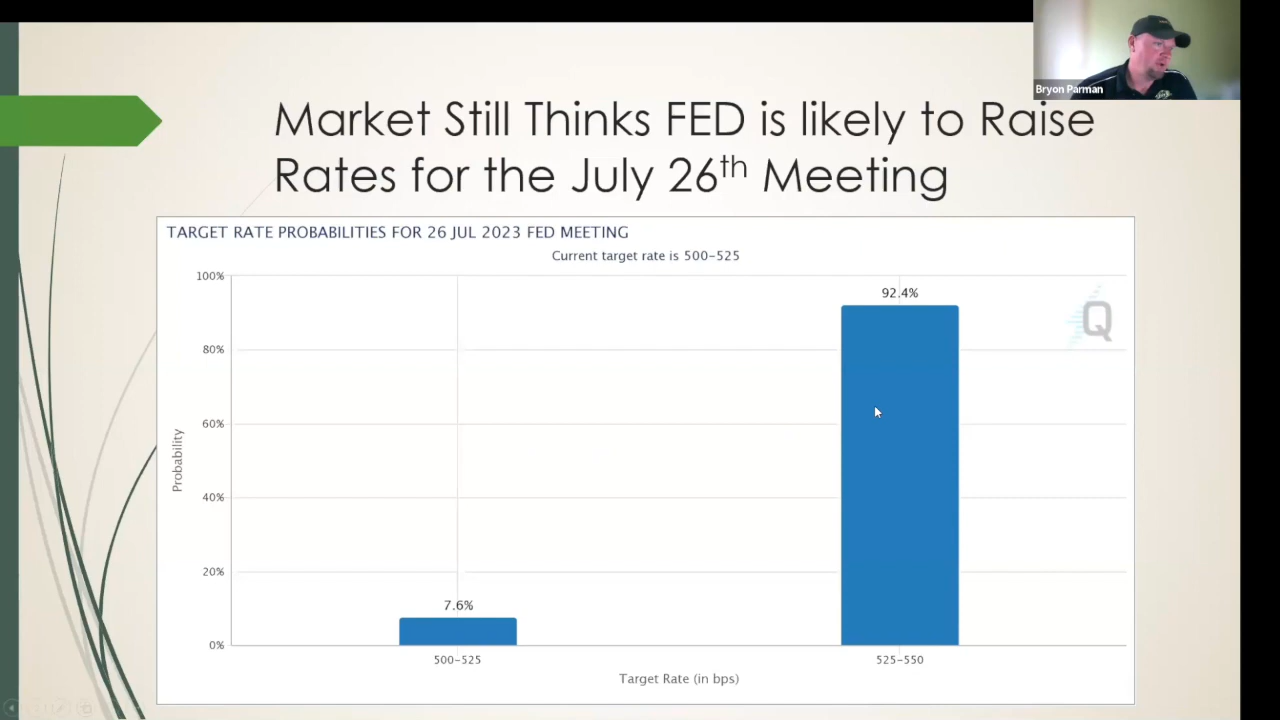 Bryon Parman
Market Still Thinks FED is likely to Raise
Rates for the July 26th Meeting
TARGET RATE PROBABILITIES FOR 26 JUL 2023 FED MEETING
Current target rate is 500-525
100%
92.4%
Q
80%
60%
Probability
40%
20%
7.6%
0%
500-525
525-550
Target Rate (in bps)